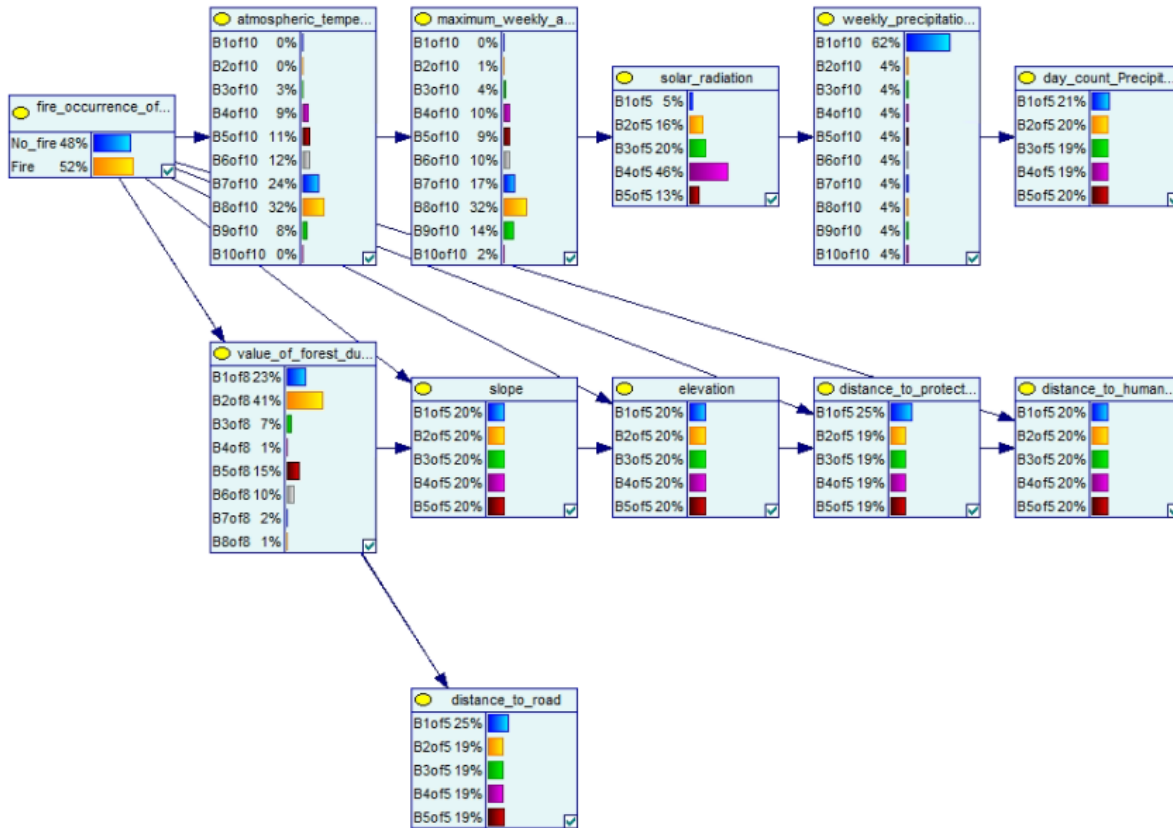 atmospheric_tempe...
B1of10 0%
B2of10 0%
B3of10 3%
B4of10 9%
B5of10 11%
B6of10 12%
B7of10 24%
B8of10 32%
B9of10 8%
B10of10 0%
maximum_weekly_a...
B1of10 0%
B2of10 1%
B3of10 4%
B4of10 10%
B5of10 9%
B6of10 10%
B7of10 17%
B8of10 32%
B9of10 14%
B10of10 2%
weekly_precipitatio...
B1of10 62%
B2of10 4%
B3of10 4%
B4of10 4%
B5of10 4%
B6of10 4%
B7of10 4%
B8of10 4%
B9of10 4%
B10of10 4%
solar_radiation
B1of5 5%
B2of5 16%
B3of5 20%
B4of5 46%
B5of5 13%
day_count_Precipit...
B1of5 21%
B2of5 20%
B3of5 19%
B4of5 19%
B5of5 20%
fire_occurrence_of...
No_fire 48%
Fire 52%
value_of_forest_du...
B1of8 23%
B2of8 41%
B3of8 7%
B4of8 1%
B5of8 15%
B6of8 10%
B7of8 2%
B8of8 1%
slope
B1of5 20%
B2of5 20%
B3of5 20%
B4of5 20%
B5of5 20%
elevation
B1of5 20%
B2of5 20%
B3of5 20%
B4of5 20%
B5of5 20%
distance_to_protect...
B1of5 25%
B2of5 19%
B3of5 19%
B4of5 19%
B5of5 19%
distance_to_human...
B1of5 20%
B2of5 20%
B3of5 20%
B4of5 20%
B5of5 20%
distance_to_road
B1of5 25%
B2of5 19%
B3of5 19%
B4of5 19%
B5of5 19%